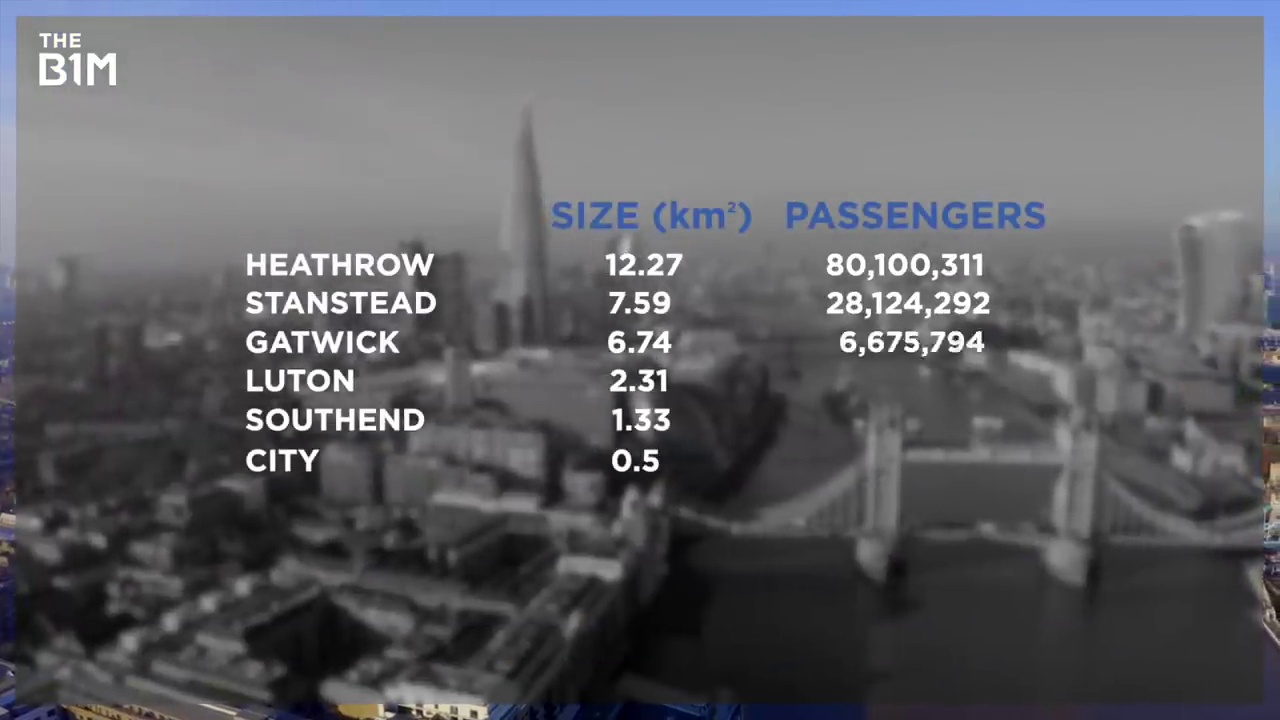 THE
B1M
SIZE (km²) PASSENGERS
HEATHROW 12.27 80,100,311
STANSTEAD 7.59 28,124,292
GATWICK 6.74 6,675,794
LUTON 2.31
SOUTHEND 1.33
CITY 0.5